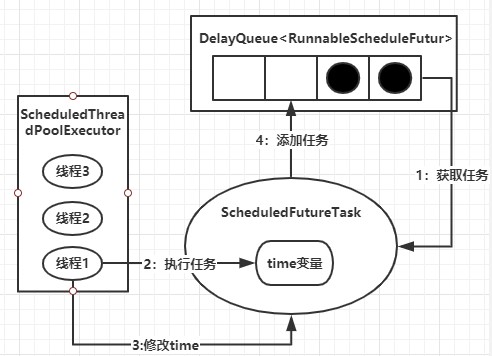 DelayQueue<RunnableScheduleFutur>
ScheduledThrea
dPoolExecutor
4：添加任务
线程3
1：获取任务
线程2
ScheduledFutureTask
线程1
2：执行任务
time变量
3:修改time